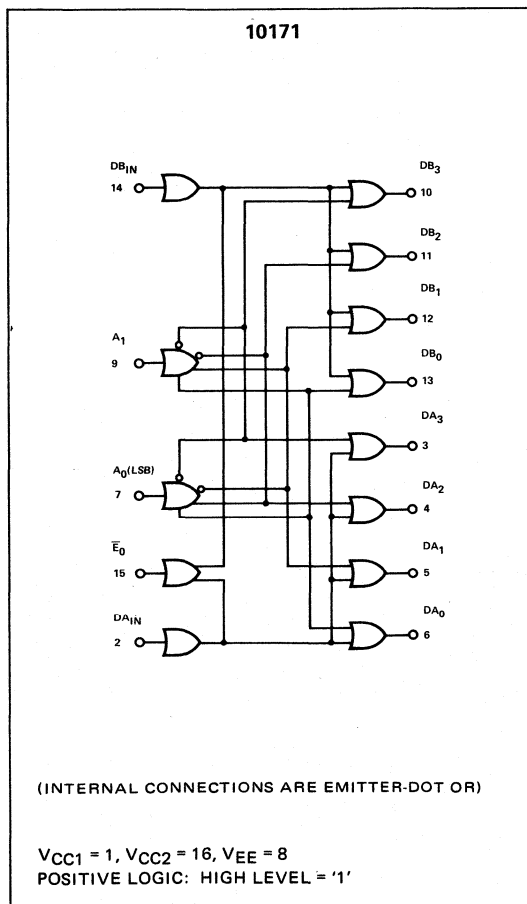 10171
DB_IN
14
DB_3
10
DB_2
11
A_1
9
DB_1
12
DB_0
13
DA_3
3
A_0(LSB)
7
DA_2
4
E̅_0
15
DA_1
5
DA_IN
2
DA_0
6
(INTERNAL CONNECTIONS ARE EMITTER-DOT OR)
V_CC1 = 1, V_CC2 = 16, V_EE = 8
POSITIVE LOGIC: HIGH LEVEL = '1'